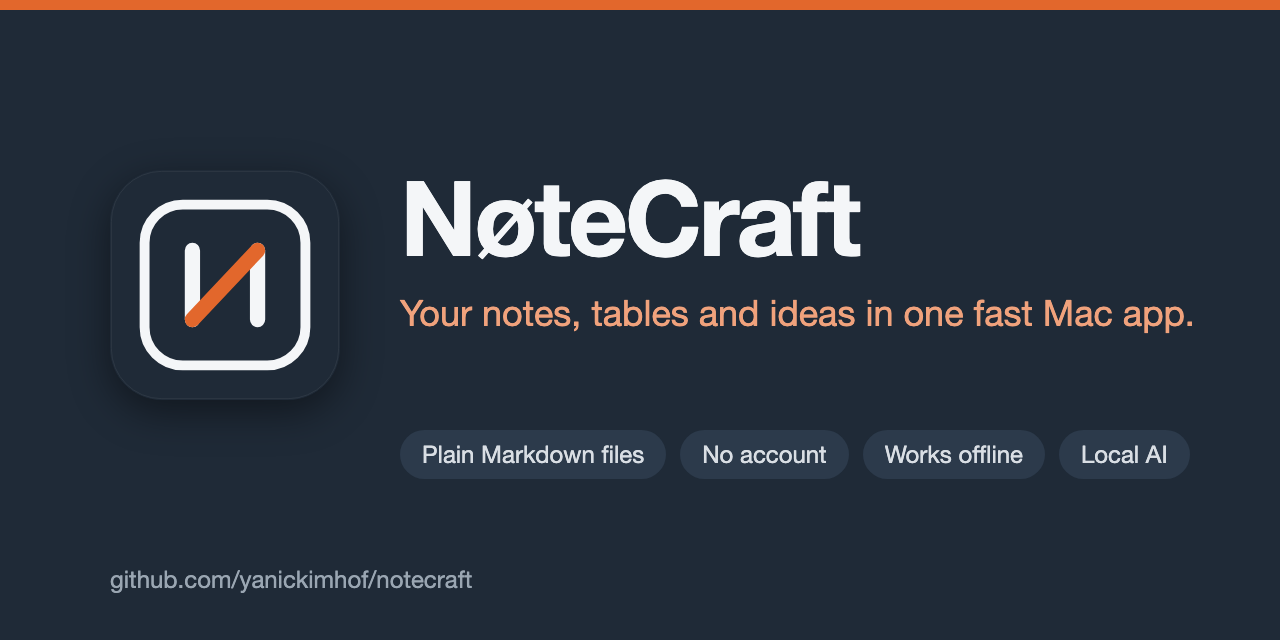 NøteCraft
Your notes, tables and ideas in one fast Mac app.
Plain Markdown files
No account
Works offline
Local AI
github.com/yanickimhof/notecraft